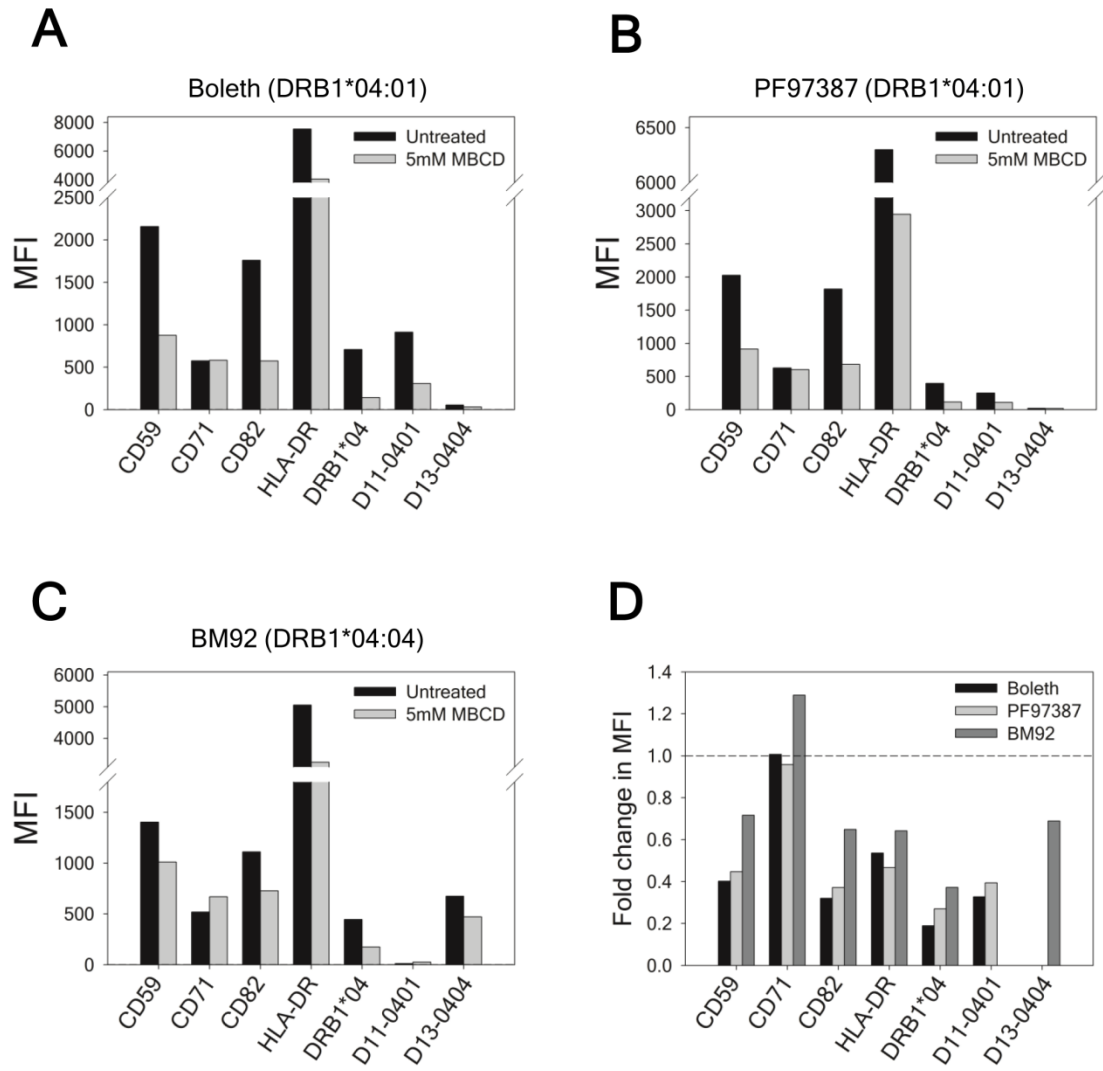 A
Boleth (DRB1*04:01)
MFI
8000
6000
4000
2500
2000
1500
1000
500
0
Untreated
5mM MBCD
CD59
CD71
CD82
HLA-DR
DRB1*04
D11-0401
D13-0404
B
PF97387 (DRB1*04:01)
MFI
6500
6000
3000
2500
2000
1500
1000
500
0
Untreated
5mM MBCD
CD59
CD71
CD82
HLA-DR
DRB1*04
D11-0401
D13-0404
C
BM92 (DRB1*04:04)
MFI
6000
5000
4000
1500
1000
500
0
Untreated
5mM MBCD
CD59
CD71
CD82
HLA-DR
DRB1*04
D11-0401
D13-0404
D
Fold change in MFI
1.4
1.2
1.0
0.8
0.6
0.4
0.2
0.0
Boleth
PF97387
BM92
CD59
CD71
CD82
HLA-DR
DRB1*04
D11-0401
D13-0404